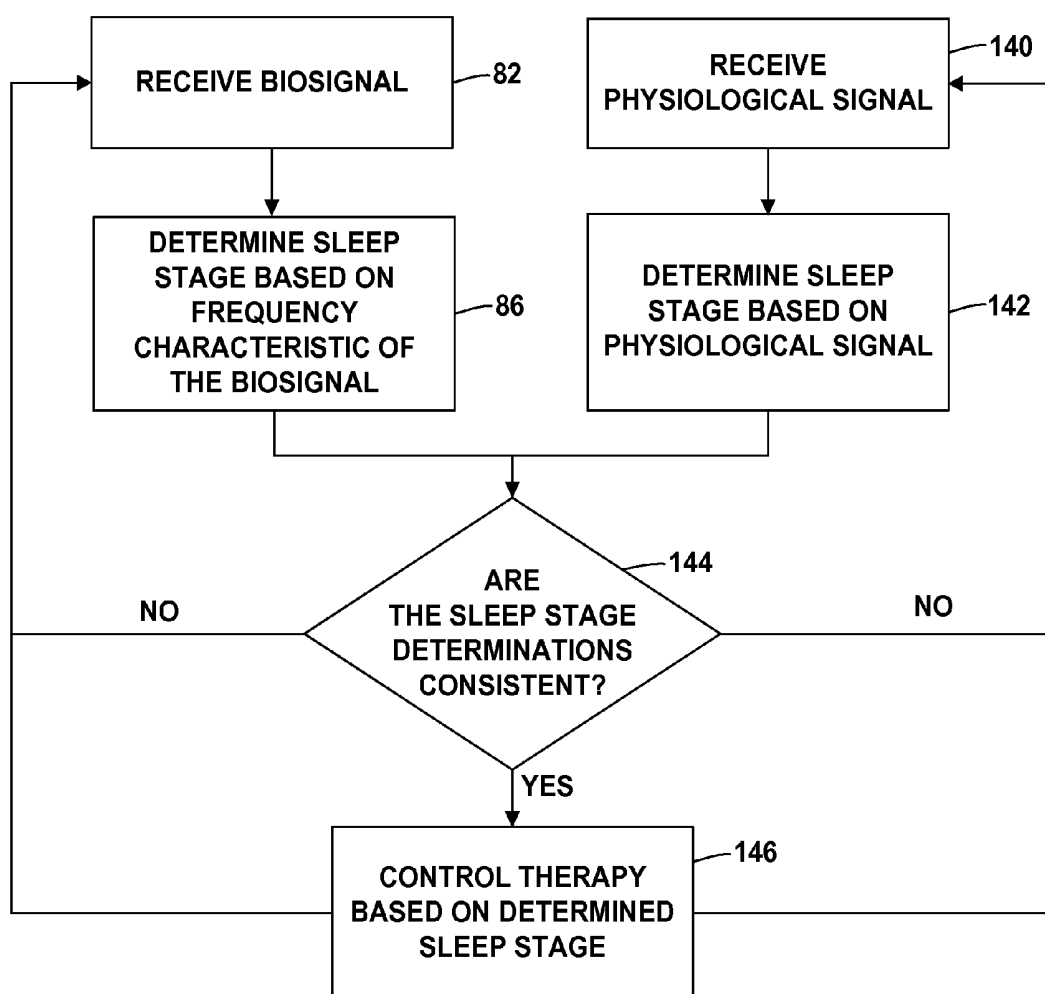 RECEIVE BIOSIGNAL
82
RECEIVE
PHYSIOLOGICAL SIGNAL
140
DETERMINE SLEEP
STAGE BASED ON
FREQUENCY
CHARACTERISTIC OF
THE BIOSIGNAL
86
DETERMINE SLEEP
STAGE BASED ON
PHYSIOLOGICAL SIGNAL
142
ARE
THE SLEEP STAGE
DETERMINATIONS
CONSISTENT?
144
NO
NO
YES
CONTROL THERAPY
BASED ON DETERMINED
SLEEP STAGE
146